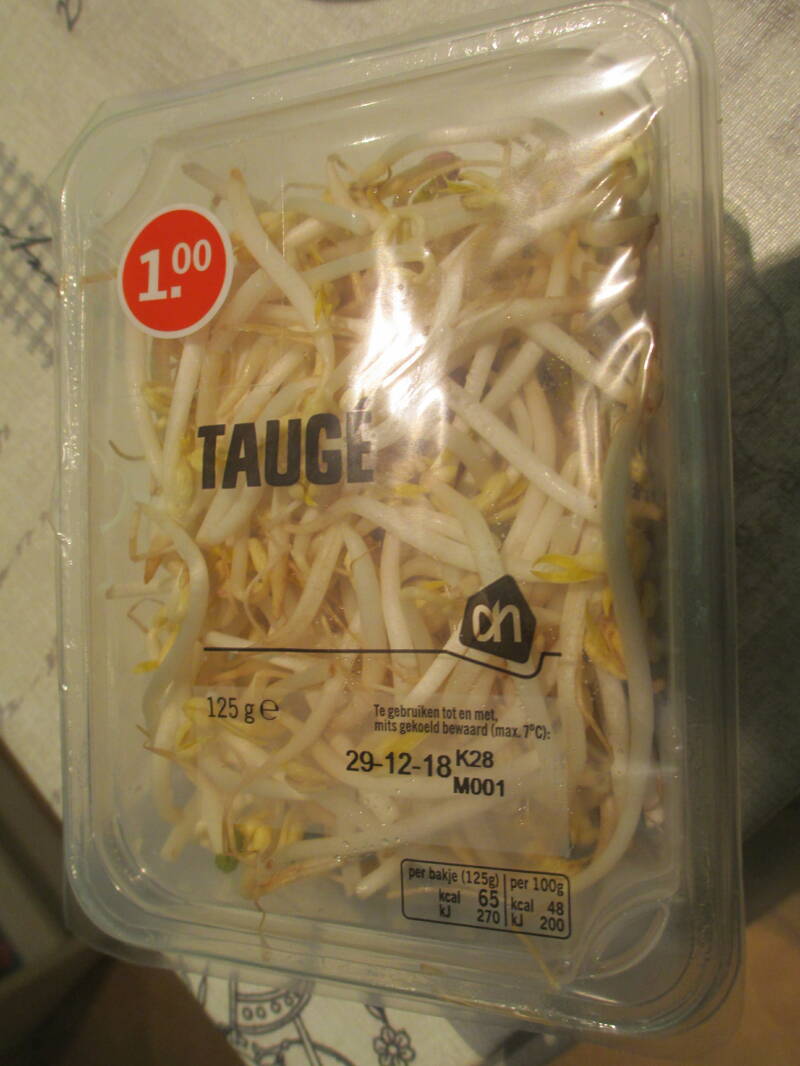 1.00
TAUGÉ
ah
125 g e
Te gebruiken tot en met,
mits gekoeld bewaard (max. 7°C):
29-12-18 K28
M001
per bakje (125g) per 100g
kcal 65 kcal 48
kJ 270 kJ 200